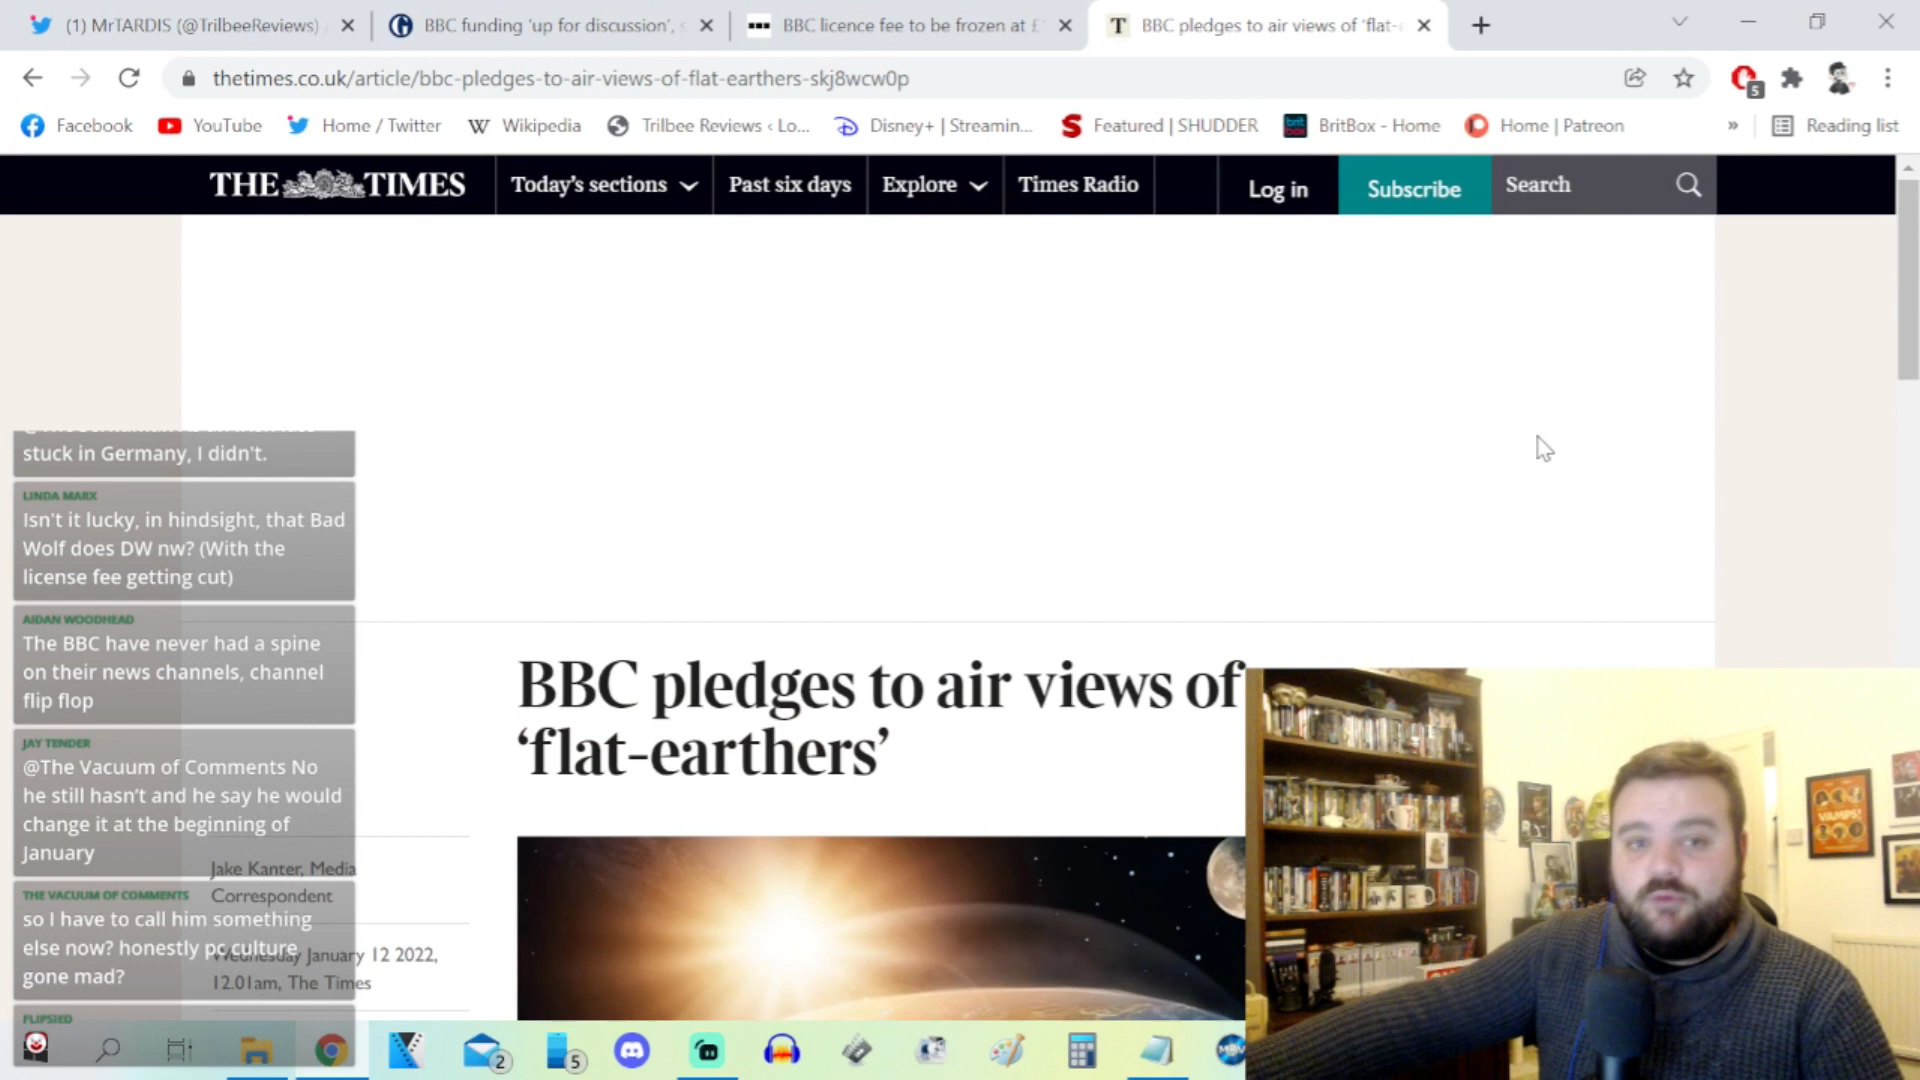 (1) MrTARDIS (@TrilbeeReviews)
BBC funding 'up for discussion',
BBC licence fee to be frozen at £
BBC pledges to air views of 'flat-
thetimes.co.uk/article/bbc-pledges-to-air-views-of-flat-earthers-skj8wcw0p
5
Facebook
YouTube
Home / Twitter
Wikipedia
Trilbee Reviews ‹ Lo...
Disney+ | Streamin...
Featured | SHUDDER
BritBox - Home
Home | Patreon
»
Reading list
THE TIMES
Today's sections
Past six days
Explore
Times Radio
Log in
Subscribe
Search
stuck in Germany, I didn't.
LINDA MARX
Isn't it lucky, in hindsight, that Bad
Wolf does DW nw? (With the
license fee getting cut)
AIDAN WOODHEAD
The BBC have never had a spine
on their news channels, channel
flip flop
JAY TENDER
@The Vacuum of Comments No
he still hasn't and he say he would
change it at the beginning of
January
THE VACUUM OF COMMENTS
so I have to call him something
else now? honestly pc culture
gone mad?
FLIPSIED
BBC pledges to air views of
'flat-earthers'
Jake Kanter, Media
Correspondent
Wednesday January 12 2022,
12.01am, The Times
VAMPS!
2
5